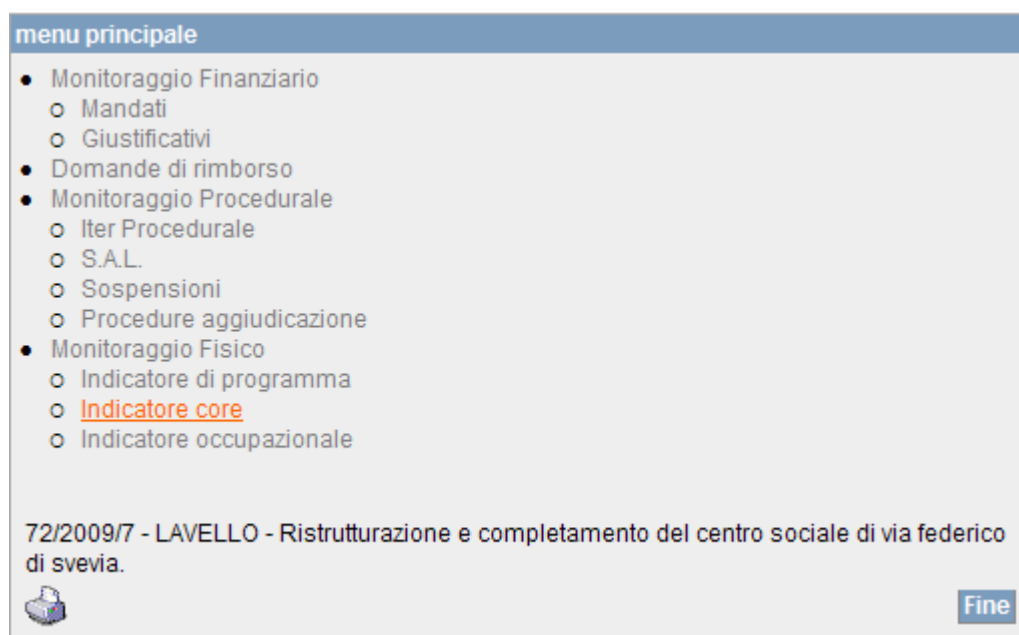 menu principale
Monitoraggio Finanziario
Mandati
Giustificativi
Domande di rimborso
Monitoraggio Procedurale
Iter Procedurale
S.A.L.
Sospensioni
Procedure aggiudicazione
Monitoraggio Fisico
Indicatore di programma
Indicatore core
Indicatore occupazionale
72/2009/7 - LAVELLO - Ristrutturazione e completamento del centro sociale di via federico
di svevia.
Fine